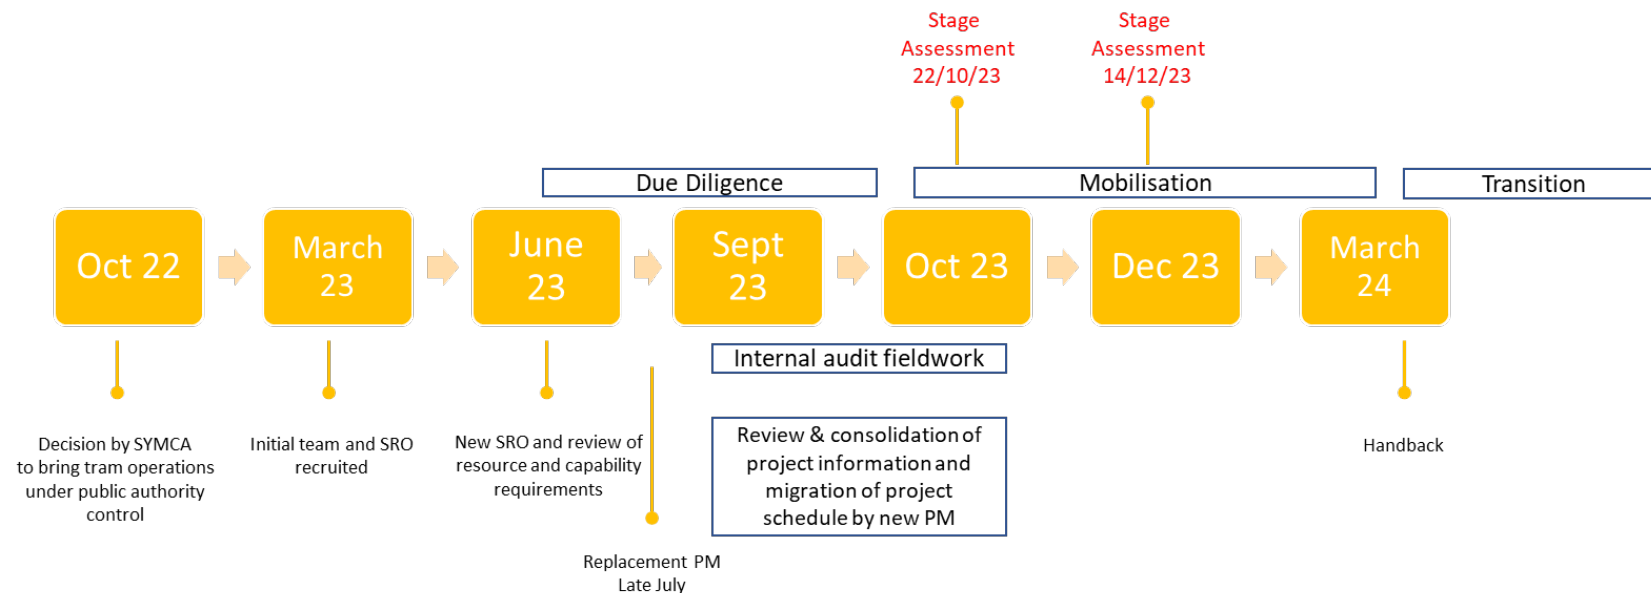 Stage
Assessment
22/10/23
Stage
Assessment
14/12/23
Due Diligence
Mobilisation
Transition
Oct 22
March
23
June
23
Sept
23
Oct 23
Dec 23
March
24
Internal audit fieldwork
Decision by SYMCA
to bring tram operations
under public authority
control
Initial team and SRO
recruited
New SRO and review of
resource and capability
requirements
Replacement PM
Late July
Review & consolidation of
project information and
migration of project
schedule by new PM
Handback